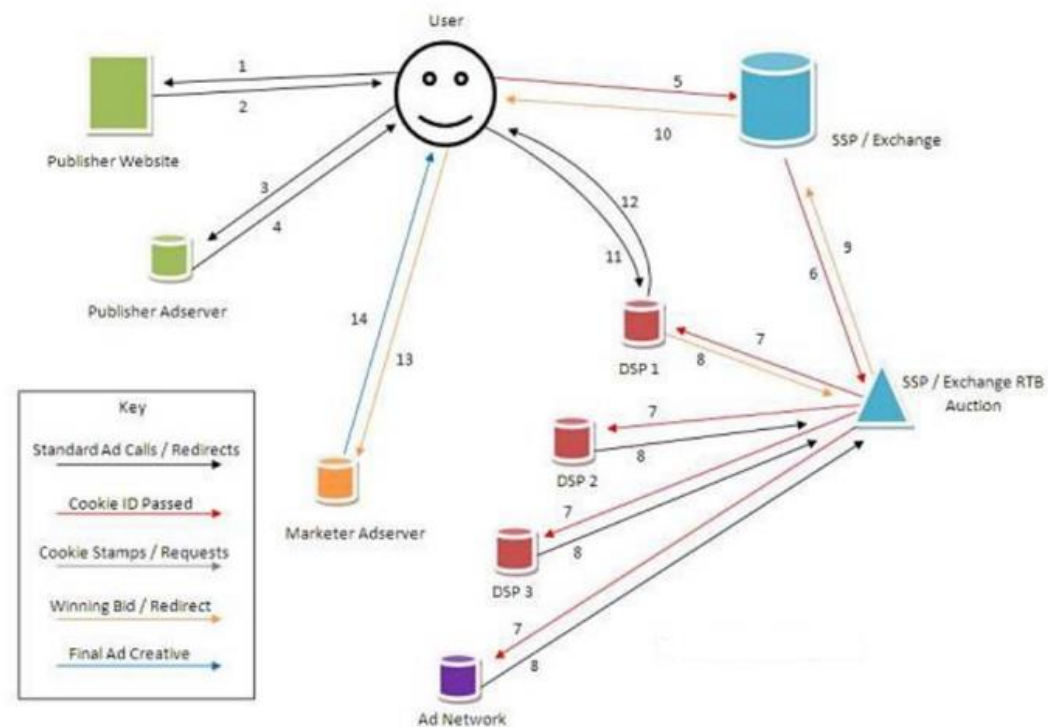 User
1
2
5
10
Publisher Website
SSP / Exchange
3
4
12
11
9
6
Publisher Adserver
14
13
7
8
DSP 1
SSP / Exchange RTB
Auction
Key
Standard Ad Calls / Redirects
Cookie ID Passed
Cookie Stamps / Requests
Winning Bid / Redirect
Final Ad Creative
7
8
DSP 2
Marketer Adserver
7
8
DSP 3
7
8
Ad Network